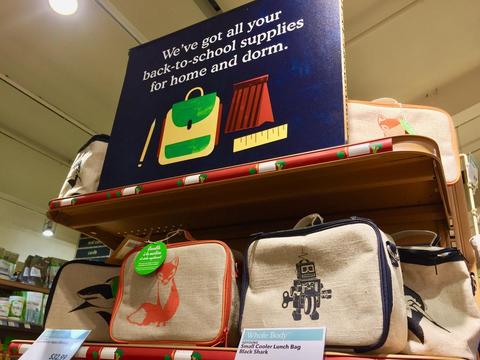 We've got all your
back-to-school supplies
for home and dorm.
Whole Body
Small Cooler Lunch Bag
Black Shark